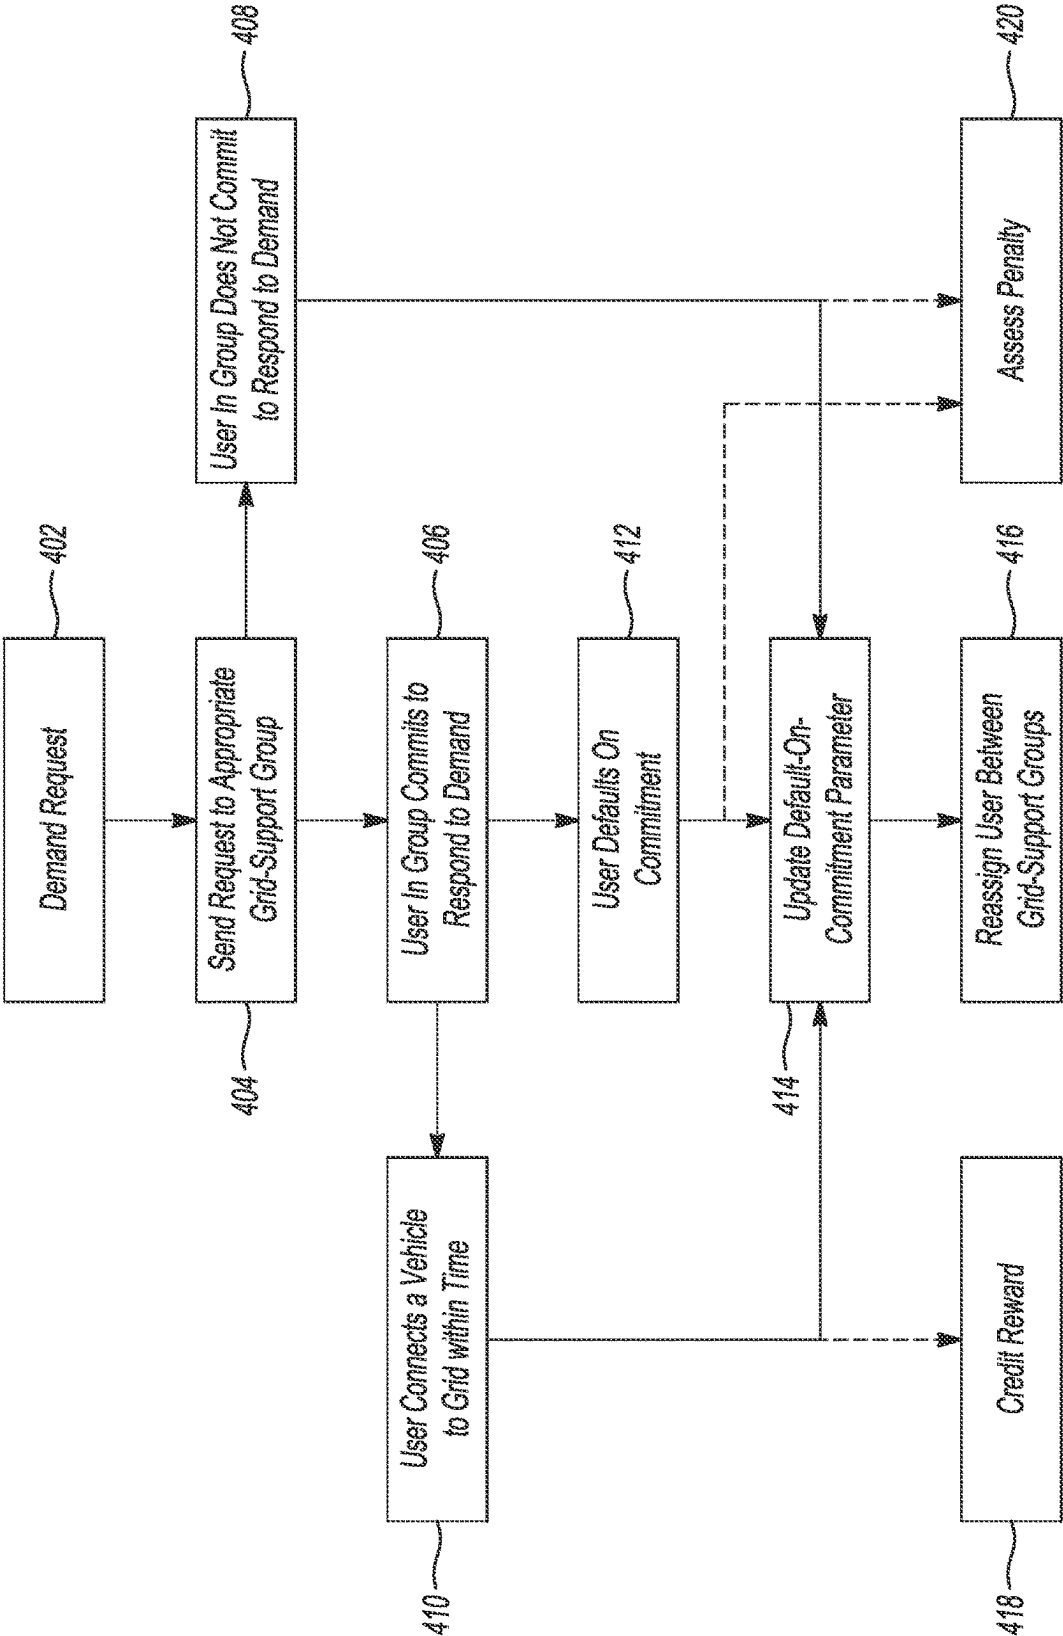 402
Demand Request
404
Send Request to Appropriate
Grid-Support Group
408
User In Group Does Not Commit
to Respond to Demand
406
User In Group Commits to
Respond to Demand
410
User Connects a Vehicle
to Grid within Time
412
User Defaults On
Commitment
414
Update Default-On-
Commitment Parameter
418
Credit Reward
416
Reassign User Between
Grid-Support Groups
420
Assess Penalty